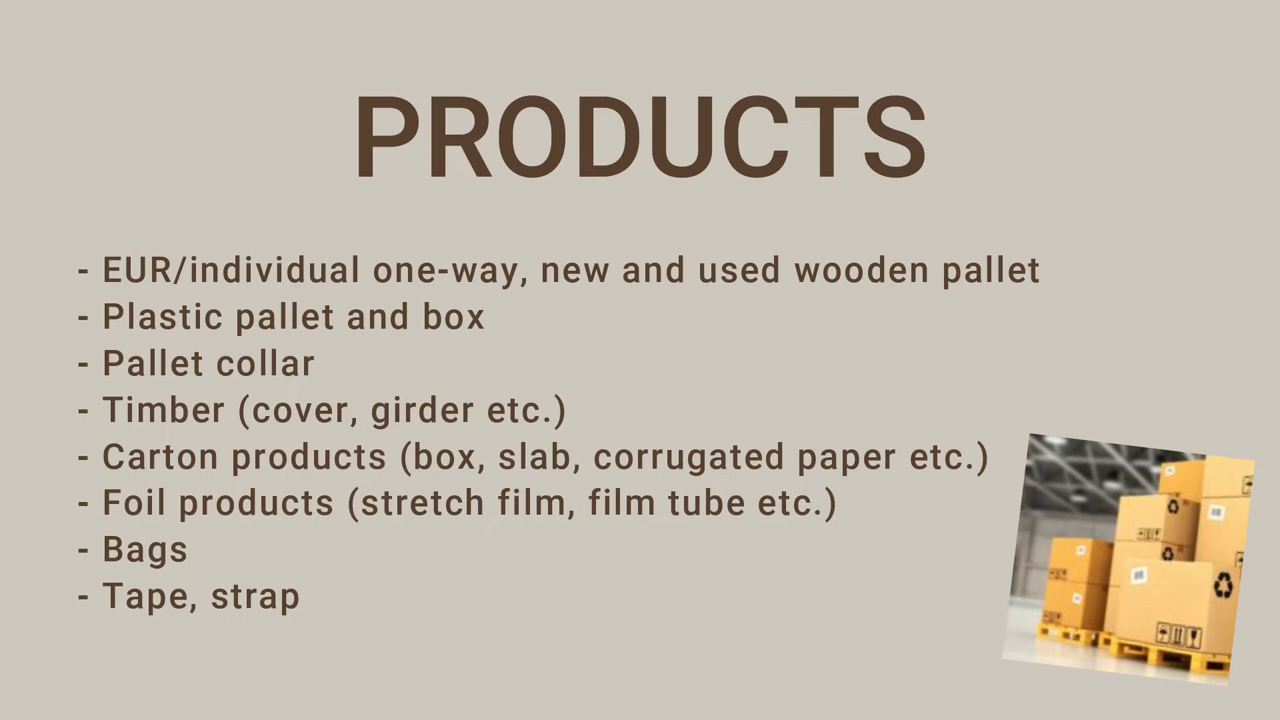 PRODUCTS
- EUR/individual one-way, new and used wooden pallet
- Plastic pallet and box
- Pallet collar
- Timber (cover, girder etc.)
- Carton products (box, slab, corrugated paper etc.)
- Foil products (stretch film, film tube etc.)
- Bags
- Tape, strap